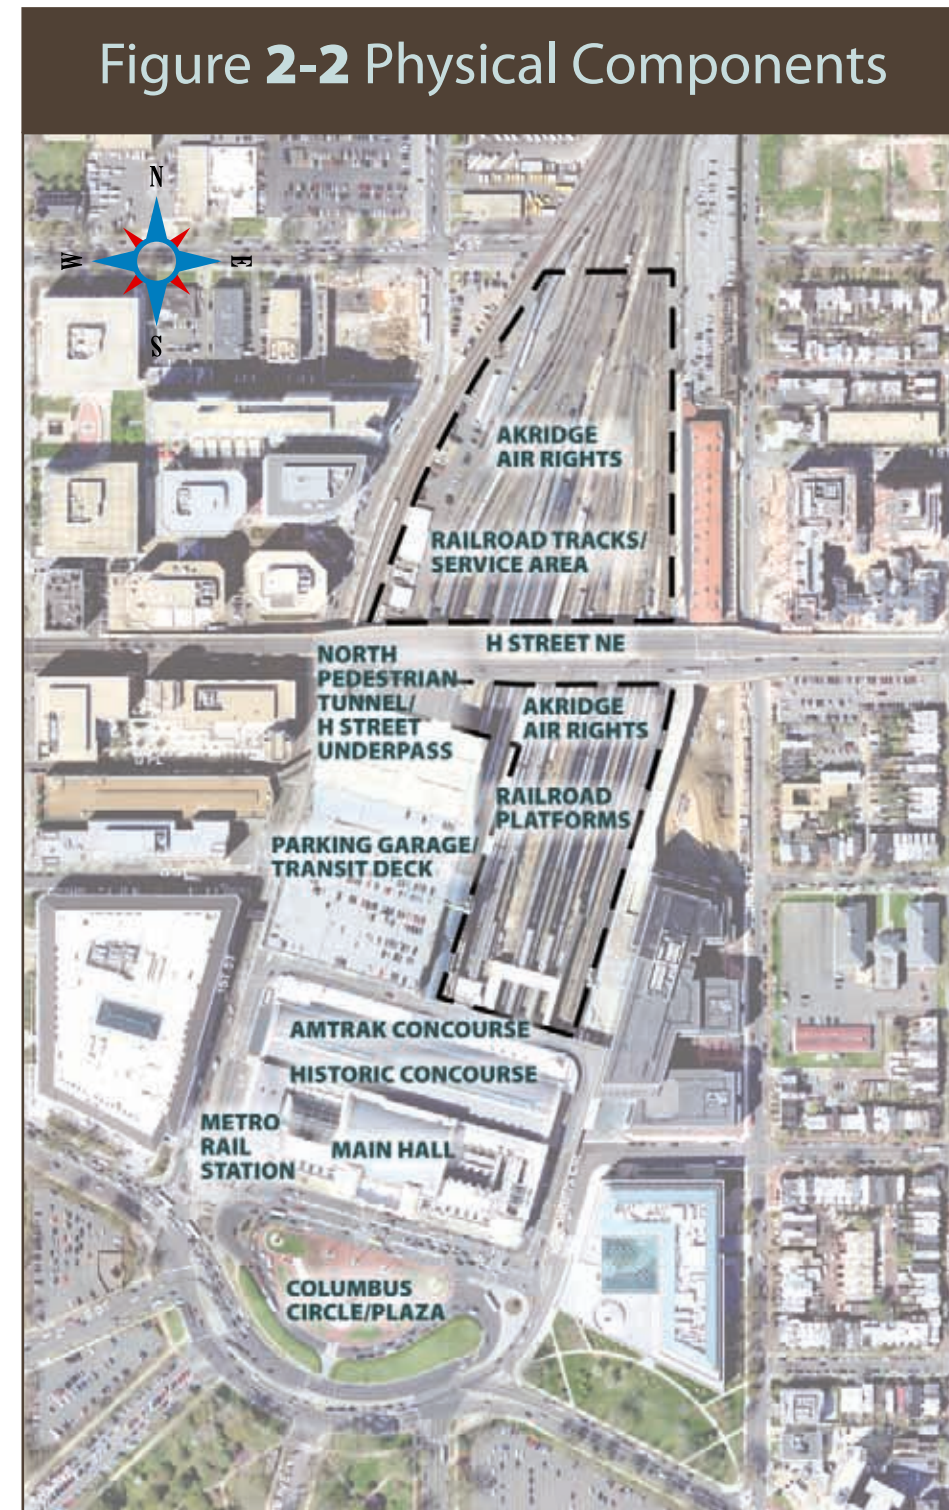 Figure 2-2 Physical Components
N
W
E
S
AKRIDGE
AIR RIGHTS
RAILROAD TRACKS/
SERVICE AREA
H STREET NE
NORTH
PEDESTRIAN
TUNNEL/
H STREET
UNDERPASS
AKRIDGE
AIR RIGHTS
RAILROAD
PLATFORMS
PARKING GARAGE/
TRANSIT DECK
1ST ST
AMTRAK CONCOURSE
HISTORIC CONCOURSE
METRO
RAIL
STATION
MAIN HALL
COLUMBUS
CIRCLE/PLAZA